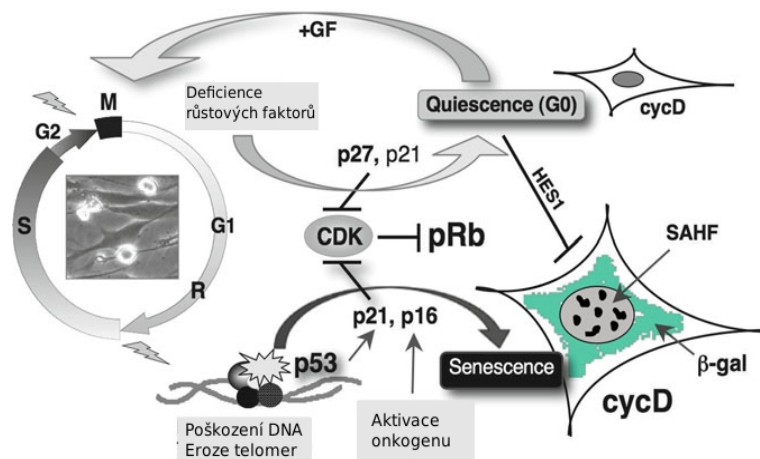 +GF
Deficience
růstových faktorů
Quiescence (G0)
cycD
M
G2
S
G1
R
p27, p21
HES1
CDK
pRb
SAHF
p21, p16
p53
Senescence
β-gal
cycD
Poškození DNA
Eroze telomer
Aktivace
onkogenu